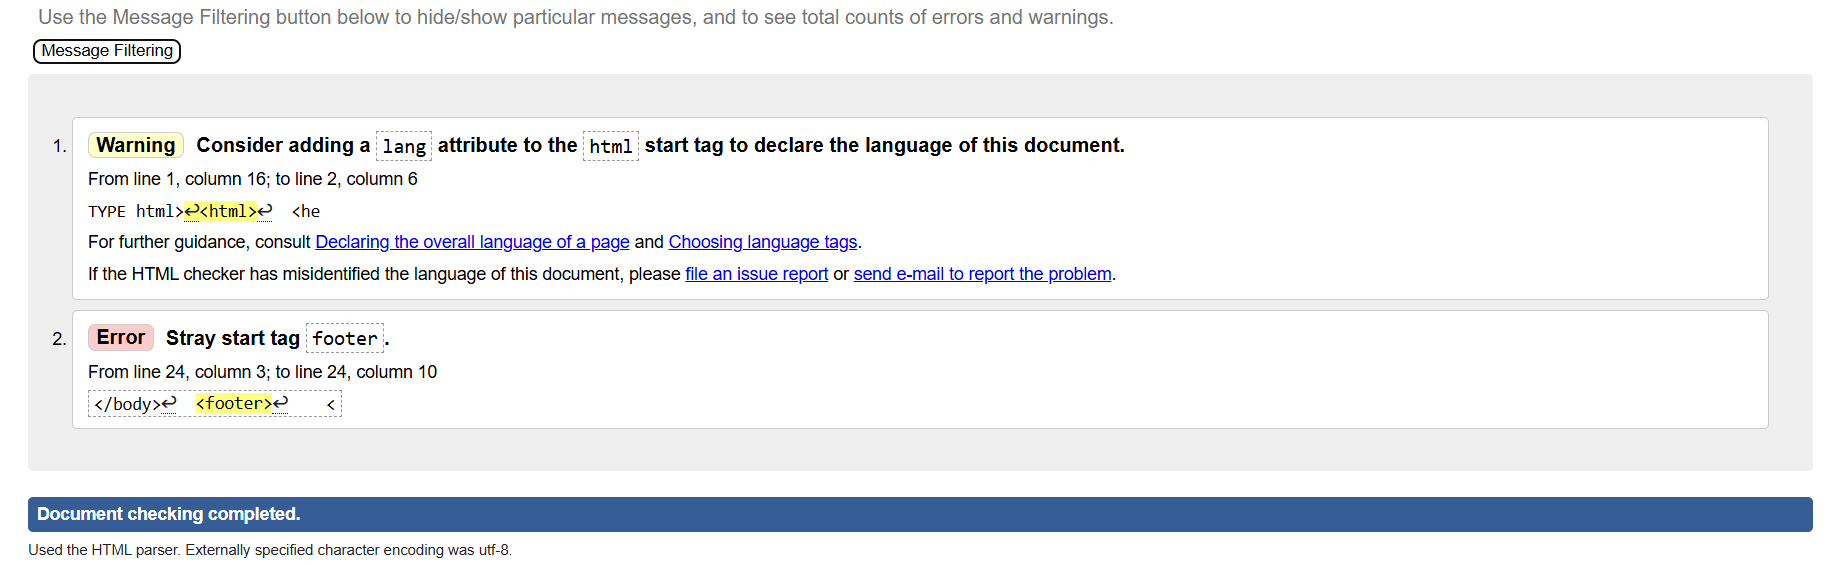 Use the Message Filtering button below to hide/show particular messages, and to see total counts of errors and warnings.
Message Filtering
1. Warning Consider adding a lang attribute to the html start tag to declare the language of this document.
From line 1, column 16; to line 2, column 6
TYPE html>↩<html>↩  <he
For further guidance, consult Declaring the overall language of a page and Choosing language tags.
If the HTML checker has misidentified the language of this document, please file an issue report or send e-mail to report the problem.
2. Error Stray start tag footer.
From line 24, column 3; to line 24, column 10
</body>↩  <footer>↩    <
Document checking completed.
Used the HTML parser. Externally specified character encoding was utf-8.